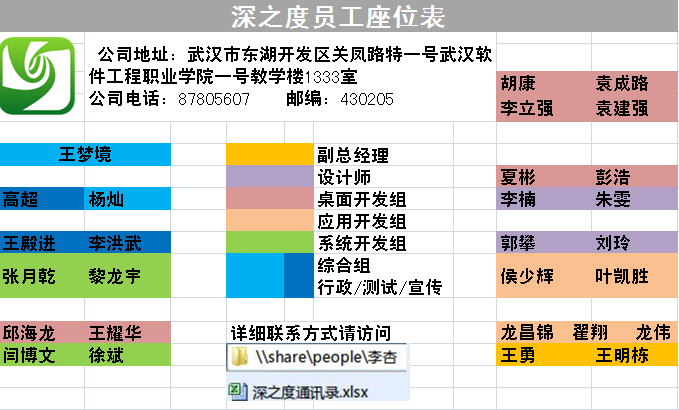 深之度员工座位表
公司地址：武汉市东湖开发区关凤路特一号武汉软
件工程职业学院一号教学楼1333室
公司电话：87805607 邮编：430205
胡康 袁成路
李立强 袁建强
王梦境 副总经理
设计师 夏彬 彭浩
高超 杨灿 桌面开发组 李楠 朱雯
应用开发组
王殿进 李洪武 系统开发组 郭攀 刘玲
张月乾 黎龙宇 综合组 侯少辉 叶凯胜
行政/测试/宣传
邱海龙 王耀华 详细联系方式请访问 龙昌锦 翟翔 龙伟
闫博文 徐斌 \\share\people\李杏 王勇 王明栋
深之度通讯录.xlsx